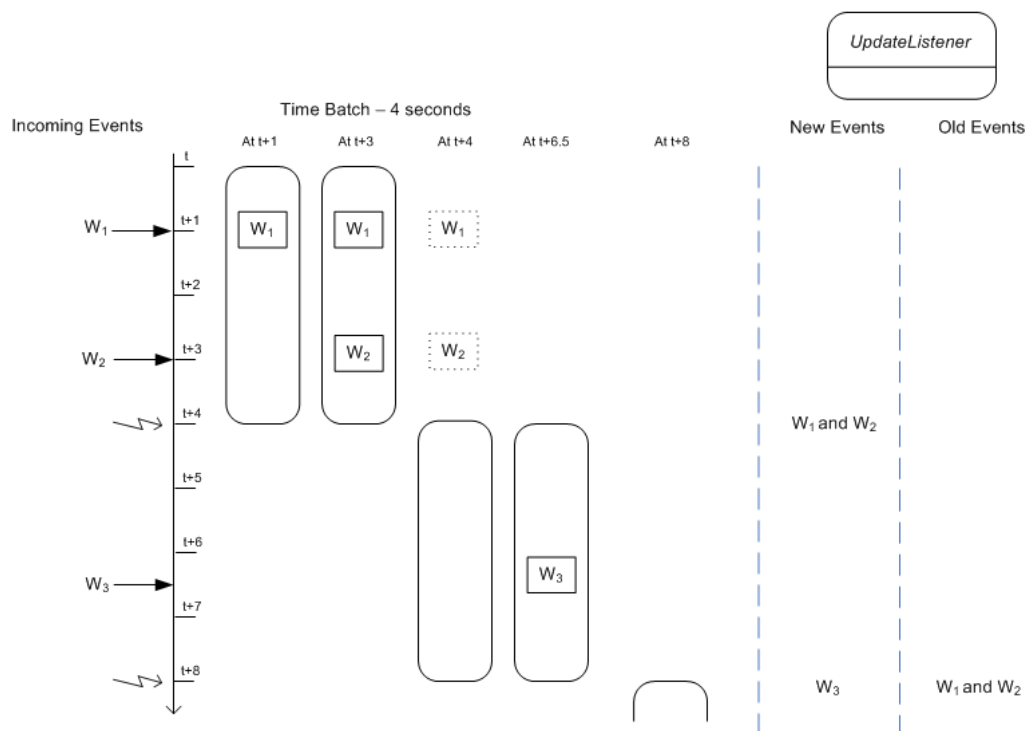 UpdateListener
Time Batch – 4 seconds
Incoming Events
New Events
Old Events
At t+1
At t+3
At t+4
At t+6.5
At t+8
t
W₁
t+1
W₁
W₁
W₁
t+2
W₂
t+3
W₂
W₂
t+4
W₁ and W₂
t+5
t+6
W₃
W₃
t+7
t+8
W₃
W₁ and W₂